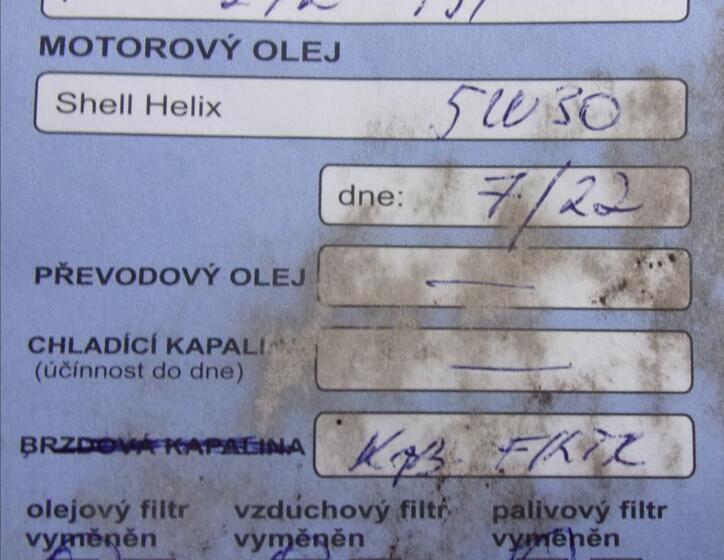 MOTOROVÝ OLEJ
Shell Helix 5W30
dne: 7/22
PŘEVODOVÝ OLEJ —
CHLADÍCÍ KAPALI —
(účínnost do dne)
BRZDOVÁ KAPALINA
olejový filtr vzduchový filtr palivový filtr
vyměněn vyměněn vyměněn